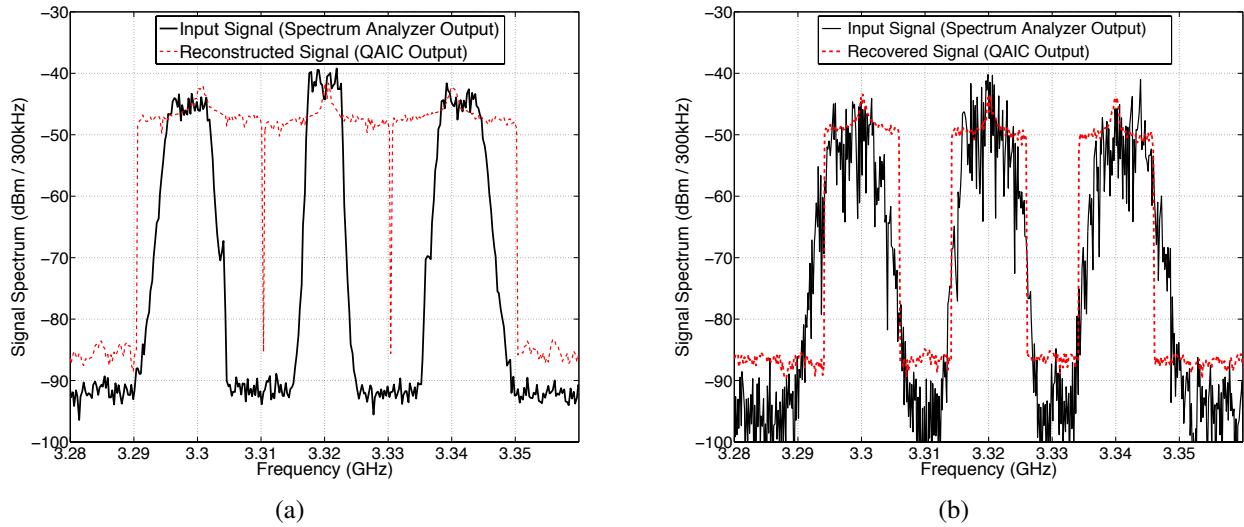 Input Signal (Spectrum Analyzer Output)
Reconstructed Signal (QAIC Output)
Signal Spectrum (dBm / 300kHz)
−30
−40
−50
−60
−70
−80
−90
−100
3.28 3.29 3.3 3.31 3.32 3.33 3.34 3.35
Frequency (GHz)
(a)
Input Signal (Spectrum Analyzer Output)
Recovered Signal (QAIC Output)
Signal Spectrum (dBm / 300kHz)
−30
−40
−50
−60
−70
−80
−90
−100
3.28 3.29 3.3 3.31 3.32 3.33 3.34 3.35
Frequency (GHz)
(b)